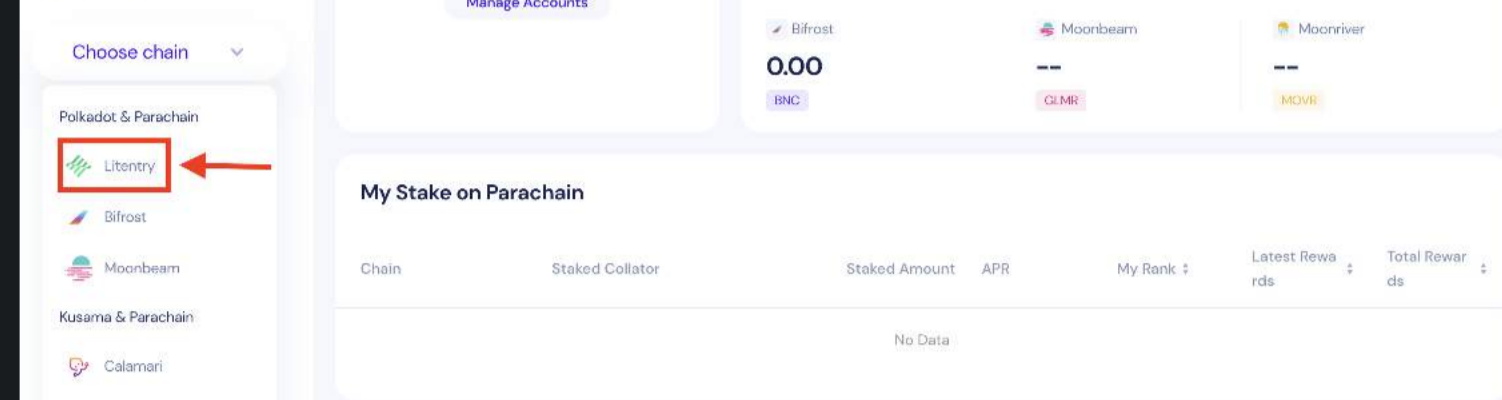 Manage Accounts
Choose chain
Polkadot & Parachain
Litentry
Bifrost
Moonbeam
Kusama & Parachain
Calamari
Bifrost
Moonbeam
Moonriver
0.00
--
--
BNC
GLMR
MOVR
My Stake on Parachain
Chain
Staked Collator
Staked Amount
APR
My Rank
Latest Rewa
rds
Total Rewar
ds
No Data